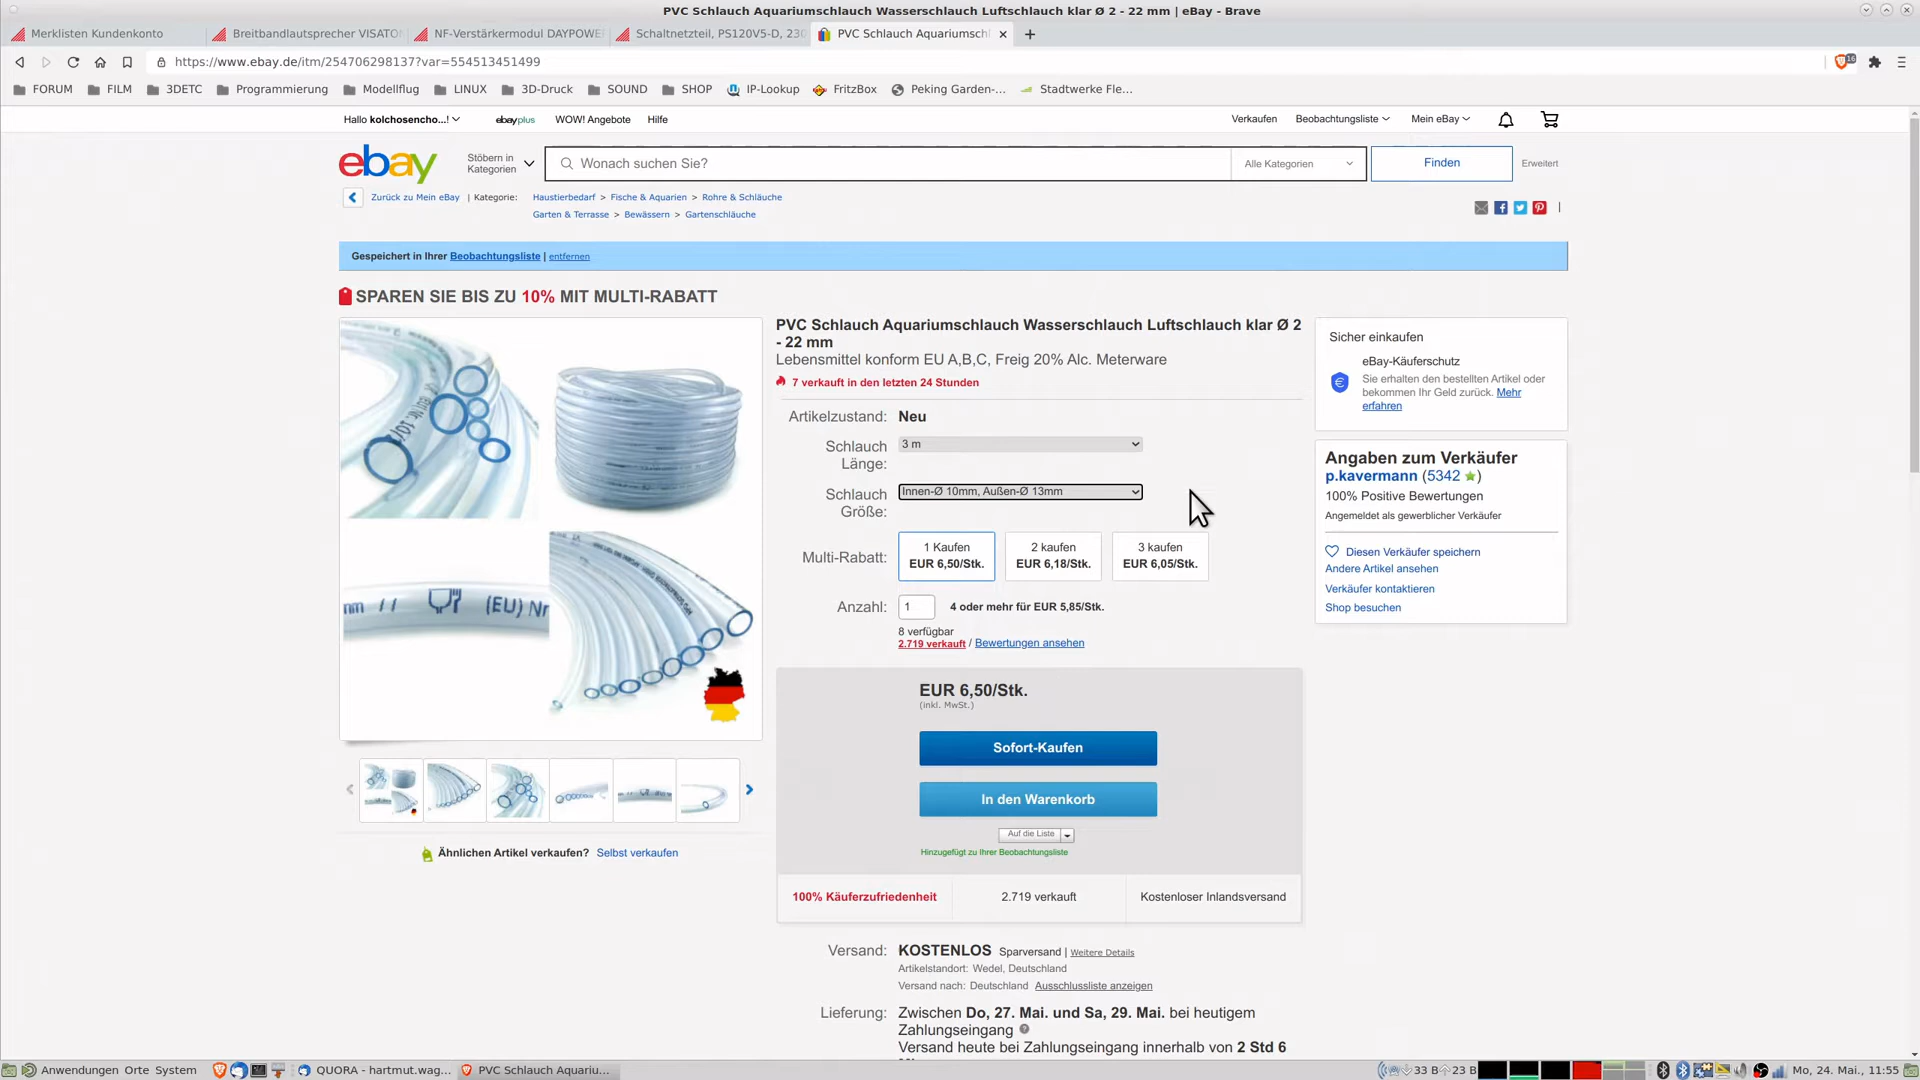 PVC Schlauch Aquariumschlauch Wasserschlauch Luftschlauch klar Ø 2 - 22 mm | eBay - Brave
Merklisten Kundenkonto
Breitbandlautsprecher VISATO
NF-Verstärkermodul DAYPOWE
Schaltnetzteil, PS120V5-D, 230
PVC Schlauch Aquariumsch
https://www.ebay.de/itm/254706298137?var=554513451499
16
FORUM
FILM
3DETC
Programmierung
Modellflug
LINUX
3D-Druck
SOUND
SHOP
IP-Lookup
FritzBox
Peking Garden-...
Stadtwerke Fle...
Hallo kolchosencho...!
ebayplus
WOW! Angebote
Hilfe
Verkaufen
Beobachtungsliste
Mein eBay
ebay
Stöbern in
Kategorien
Wonach suchen Sie?
Alle Kategorien
Finden
Erweitert
Zurück zu Mein eBay | Kategorie:
Haustierbedarf > Fische & Aquarien > Rohre & Schläuche
Garten & Terrasse > Bewässern > Gartenschläuche
Gespeichert in Ihrer Beobachtungsliste | entfernen
SPAREN SIE BIS ZU 10% MIT MULTI-RABATT
nm // (EU) Nr
PVC Schlauch Aquariumschlauch Wasserschlauch Luftschlauch klar Ø 2
- 22 mm
Lebensmittel konform EU A,B,C, Freig 20% Alc. Meterware
7 verkauft in den letzten 24 Stunden
Artikelzustand: Neu
Schlauch
Länge:
3 m
Schlauch
Größe:
Innen-Ø 10mm, Außen-Ø 13mm
Multi-Rabatt:
1 Kaufen
EUR 6,50/Stk.
2 kaufen
EUR 6,18/Stk.
3 kaufen
EUR 6,05/Stk.
Anzahl: 1 4 oder mehr für EUR 5,85/Stk.
8 verfügbar
2.719 verkauft / Bewertungen ansehen
EUR 6,50/Stk.
(inkl. MwSt.)
Sofort-Kaufen
In den Warenkorb
Auf die Liste
Hinzugefügt zu Ihrer Beobachtungsliste
100% Käuferzufriedenheit
2.719 verkauft
Kostenloser Inlandsversand
Versand: KOSTENLOS Sparversand | Weitere Details
Artikelstandort: Wedel, Deutschland
Versand nach: Deutschland Ausschlussliste anzeigen
Lieferung: Zwischen Do, 27. Mai. und Sa, 29. Mai. bei heutigem
Zahlungseingang
Versand heute bei Zahlungseingang innerhalb von 2 Std 6
Ähnlichen Artikel verkaufen? Selbst verkaufen
Sicher einkaufen
eBay-Käuferschutz
Sie erhalten den bestellten Artikel oder
bekommen Ihr Geld zurück. Mehr
erfahren
Angaben zum Verkäufer
p.kavermann (5342)
100% Positive Bewertungen
Angemeldet als gewerblicher Verkäufer
Diesen Verkäufer speichern
Andere Artikel ansehen
Verkäufer kontaktieren
Shop besuchen
Anwendungen Orte System
QUORA - hartmut.wag...
PVC Schlauch Aquariu...
33 B 23 B
Mo, 24. Mai., 11:55